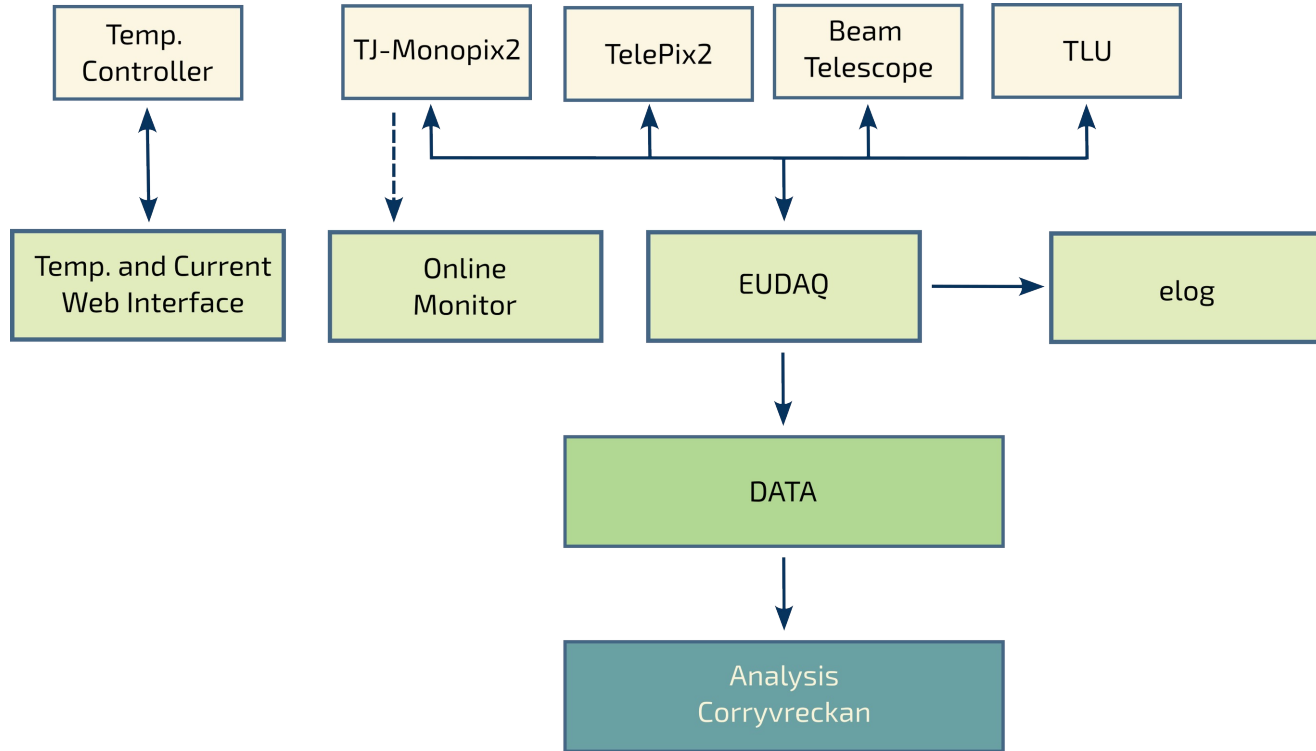 Temp.
Controller
TJ-Monopix2
TelePix2
Beam
Telescope
TLU
Temp. and Current
Web Interface
Online
Monitor
EUDAQ
elog
DATA
Analysis
Corryvreckan